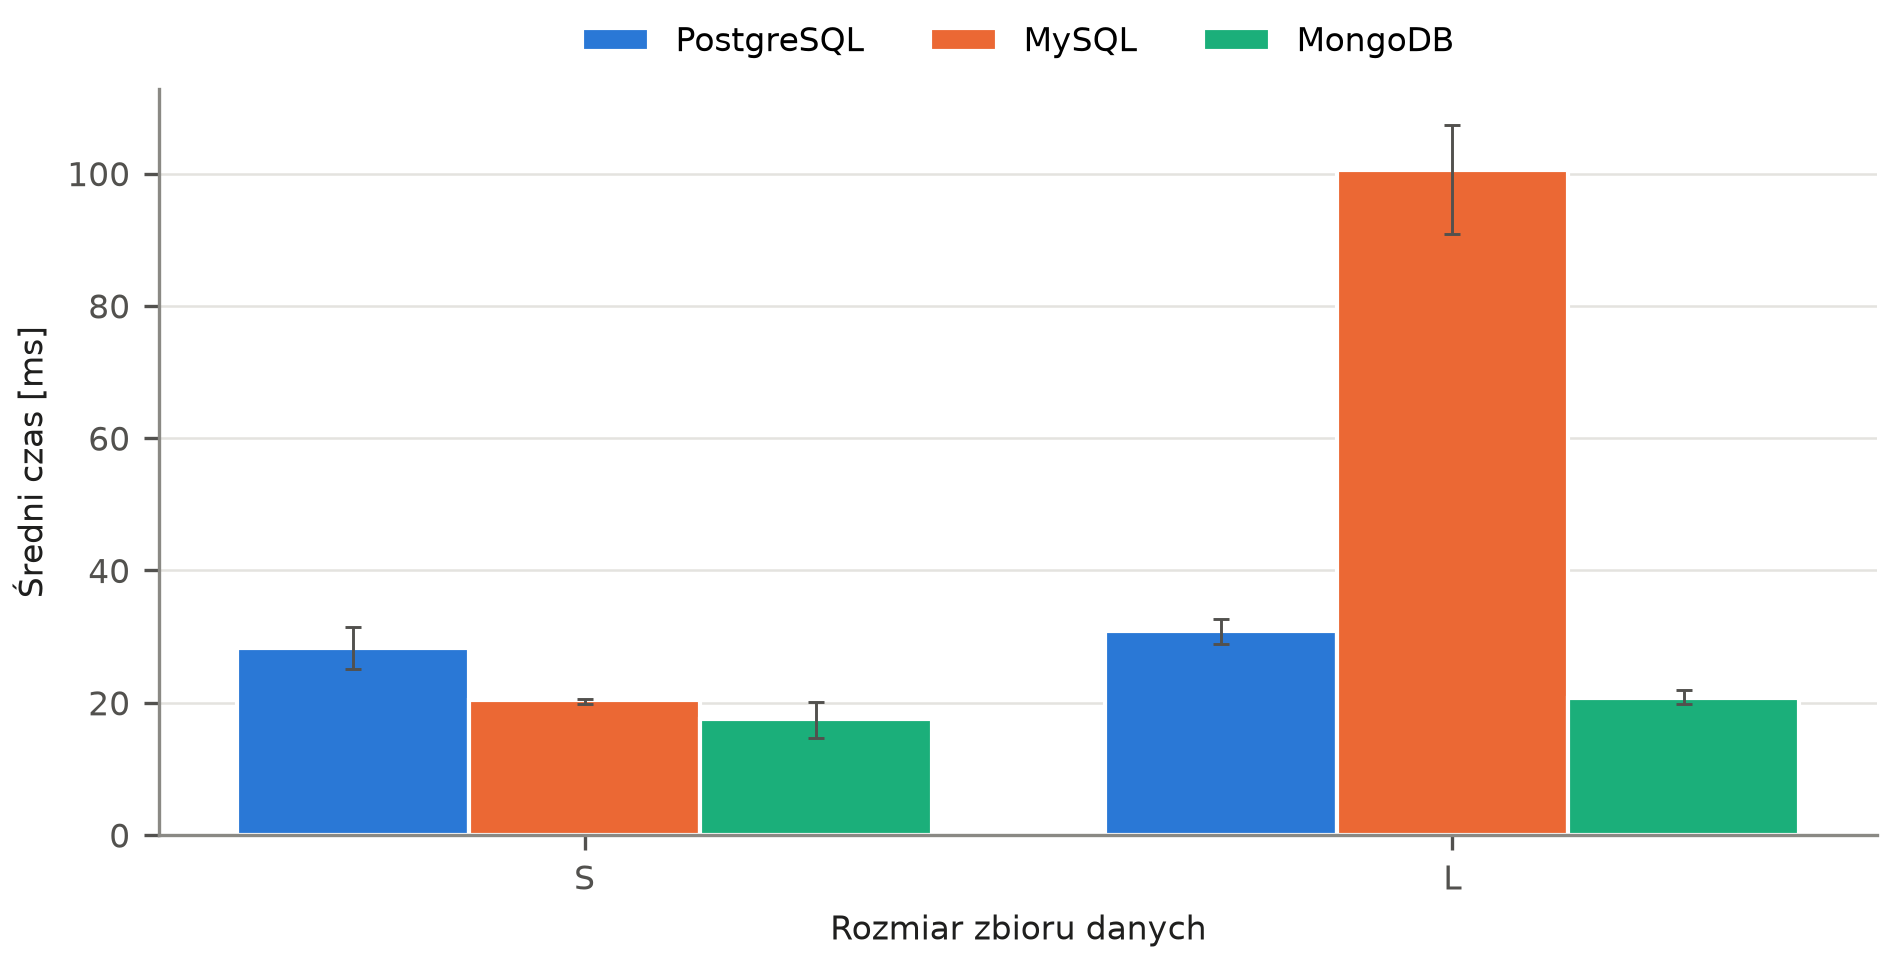 PostgreSQL MySQL MongoDB
Średni czas [ms]
100
80
60
40
20
0
S L
Rozmiar zbioru danych